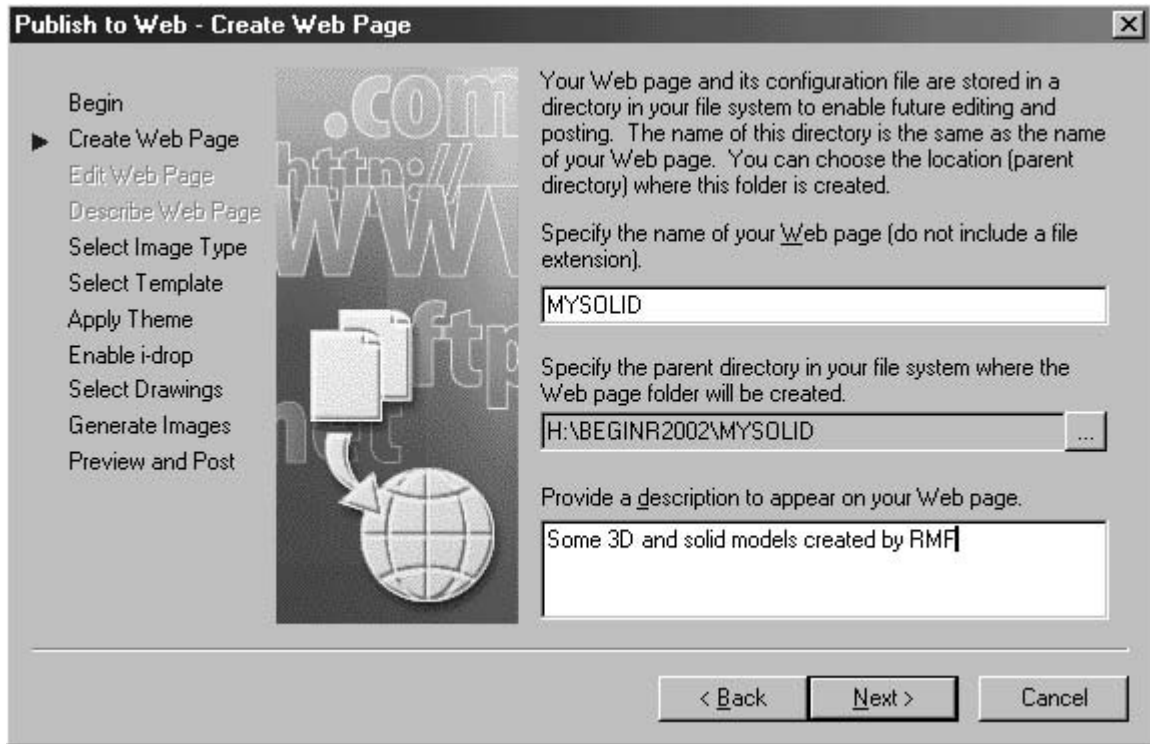 Publish to Web - Create Web Page
Begin
Create Web Page
Edit Web Page
Describe Web Page
Select Image Type
Select Template
Apply Theme
Enable i-drop
Select Drawings
Generate Images
Preview and Post
.com
http://
WWW
ftp
net
Your Web page and its configuration file are stored in a
directory in your file system to enable future editing and
posting. The name of this directory is the same as the name
of your Web page. You can choose the location (parent
directory) where this folder is created.
Specify the name of your Web page (do not include a file
extension).
MYSOLID
Specify the parent directory in your file system where the
Web page folder will be created.
H:\BEGINR2002\MYSOLID
...
Provide a description to appear on your Web page.
Some 3D and solid models created by RMF
< Back
Next >
Cancel